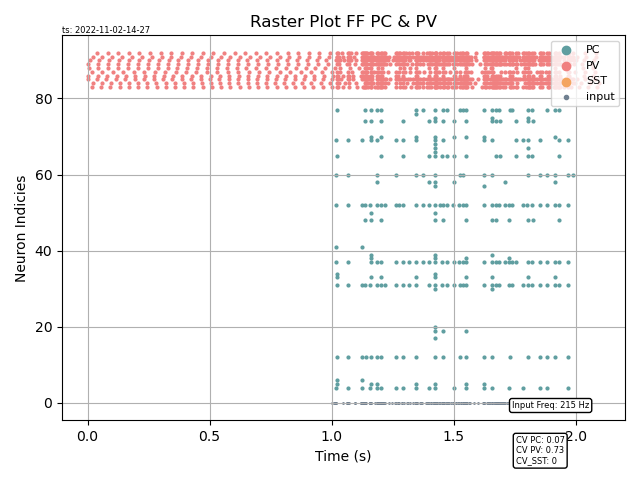 Raster Plot FF PC & PV
ts: 2022-11-02-14-27
PC
PV
SST
input
Neuron Indicies
80
60
40
20
0
Input Freq: 215 Hz
0.0 0.5 1.0 1.5 2.0
Time (s)
CV PC: 0.07
CV PV: 0.73
CV_SST: 0